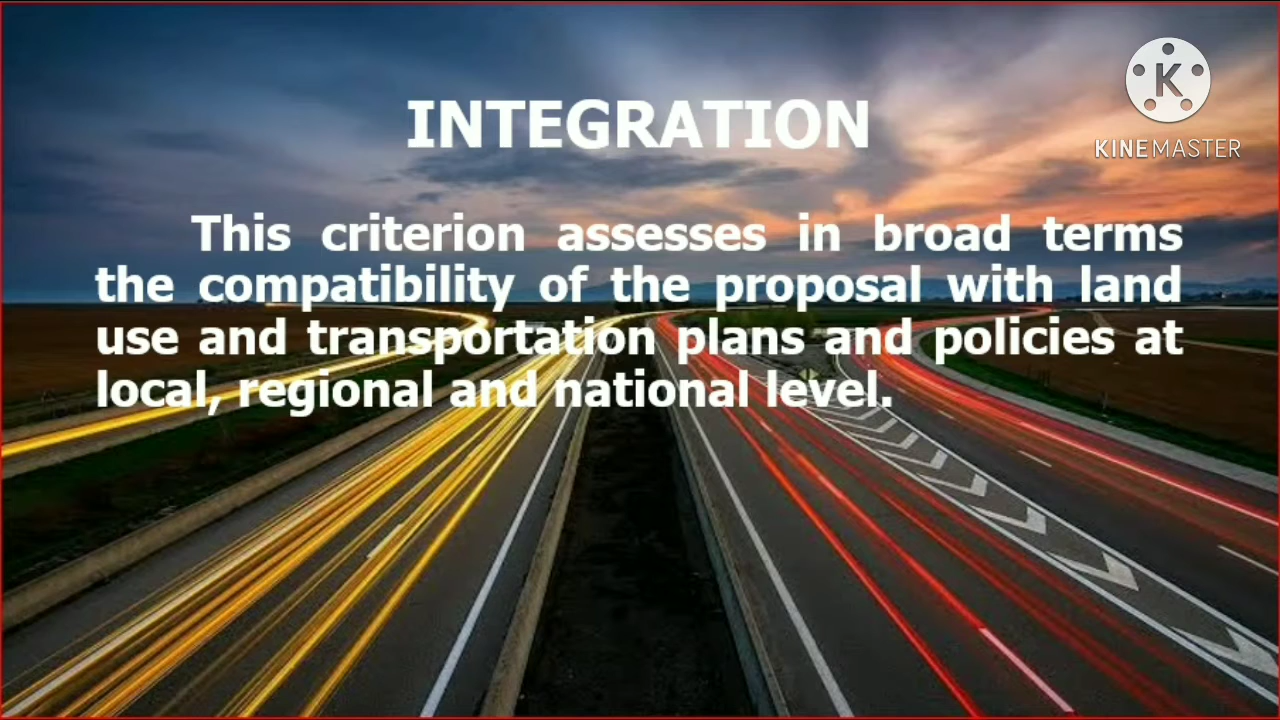 INTEGRATION
K
KINEMASTER
This criterion assesses in broad terms
the compatibility of the proposal with land
use and transportation plans and policies at
local, regional and national level.